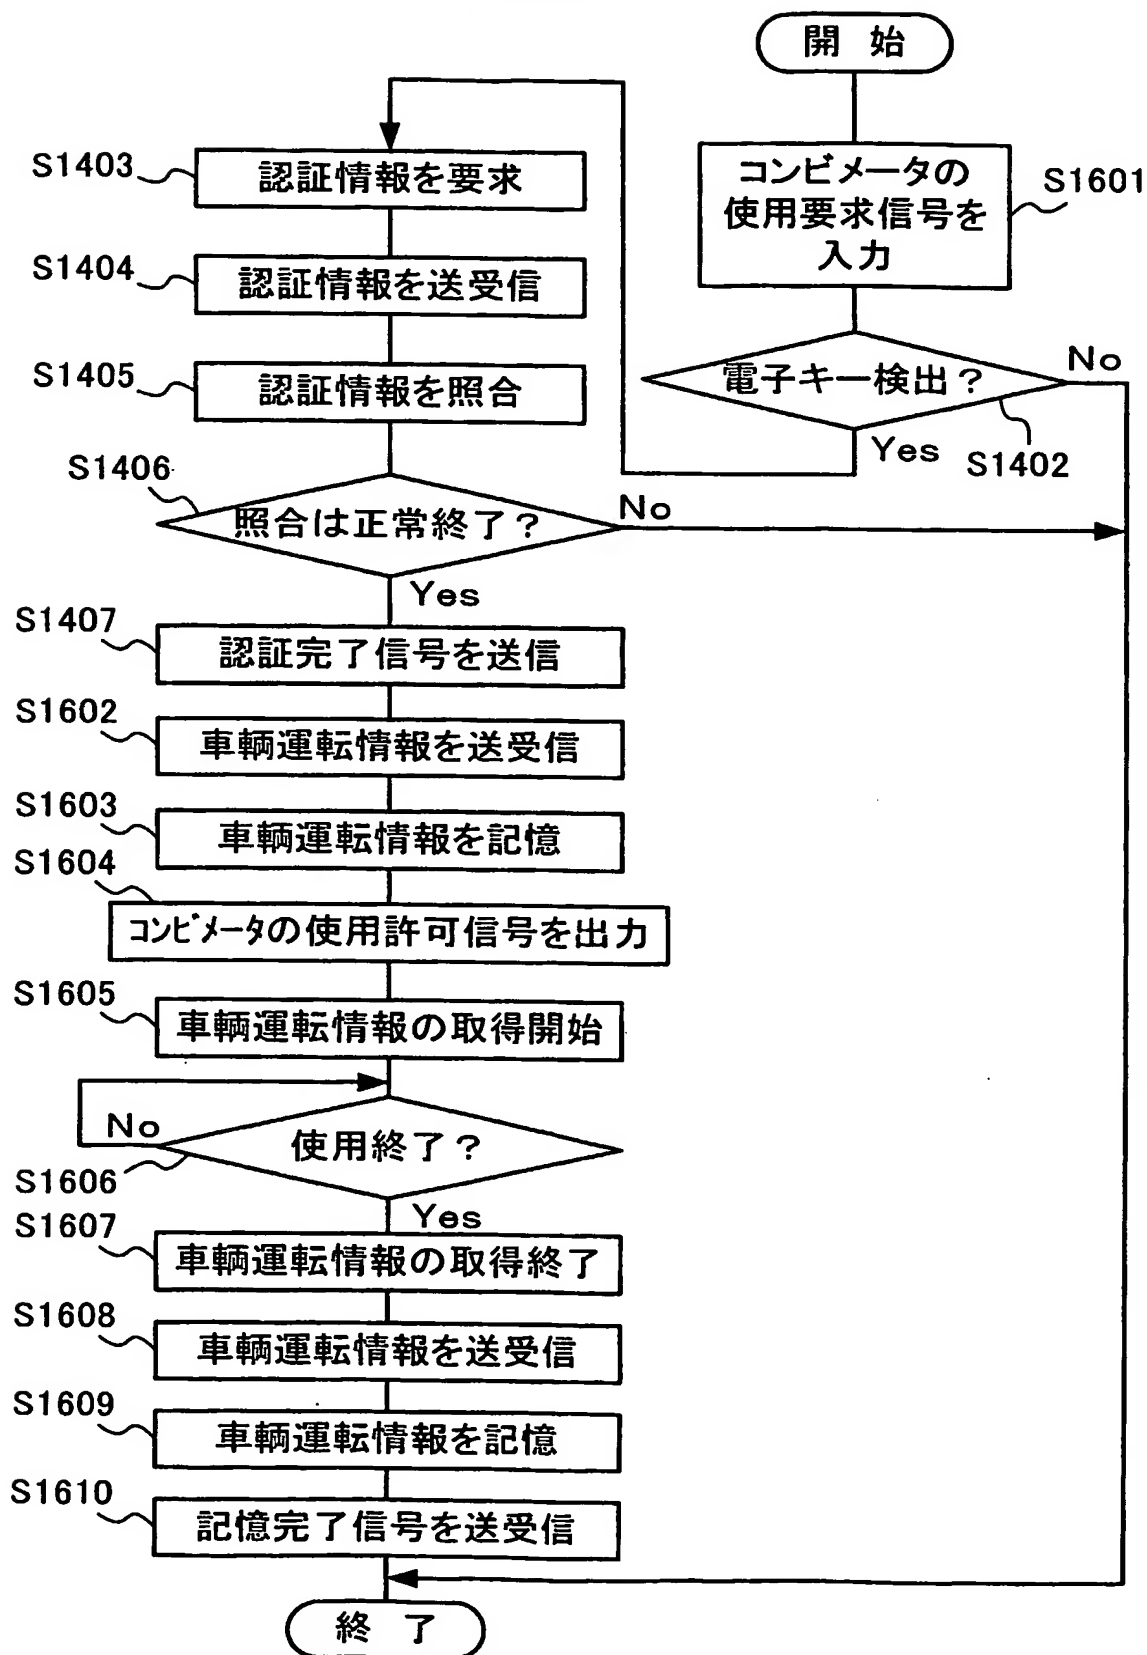 開 始
コンビメータの
使用要求信号を
入力
S1601
電子キー検出?
No
Yes
S1402
S1403
認証情報を要求
S1404
認証情報を送受信
S1405
認証情報を照合
S1406
照合は正常終了?
No
Yes
S1407
認証完了信号を送信
S1602
車輌運転情報を送受信
S1603
車輌運転情報を記憶
S1604
コンビメータの使用許可信号を出力
S1605
車輌運転情報の取得開始
No
使用終了?
S1606
Yes
S1607
車輌運転情報の取得終了
S1608
車輌運転情報を送受信
S1609
車輌運転情報を記憶
S1610
記憶完了信号を送受信
終 了